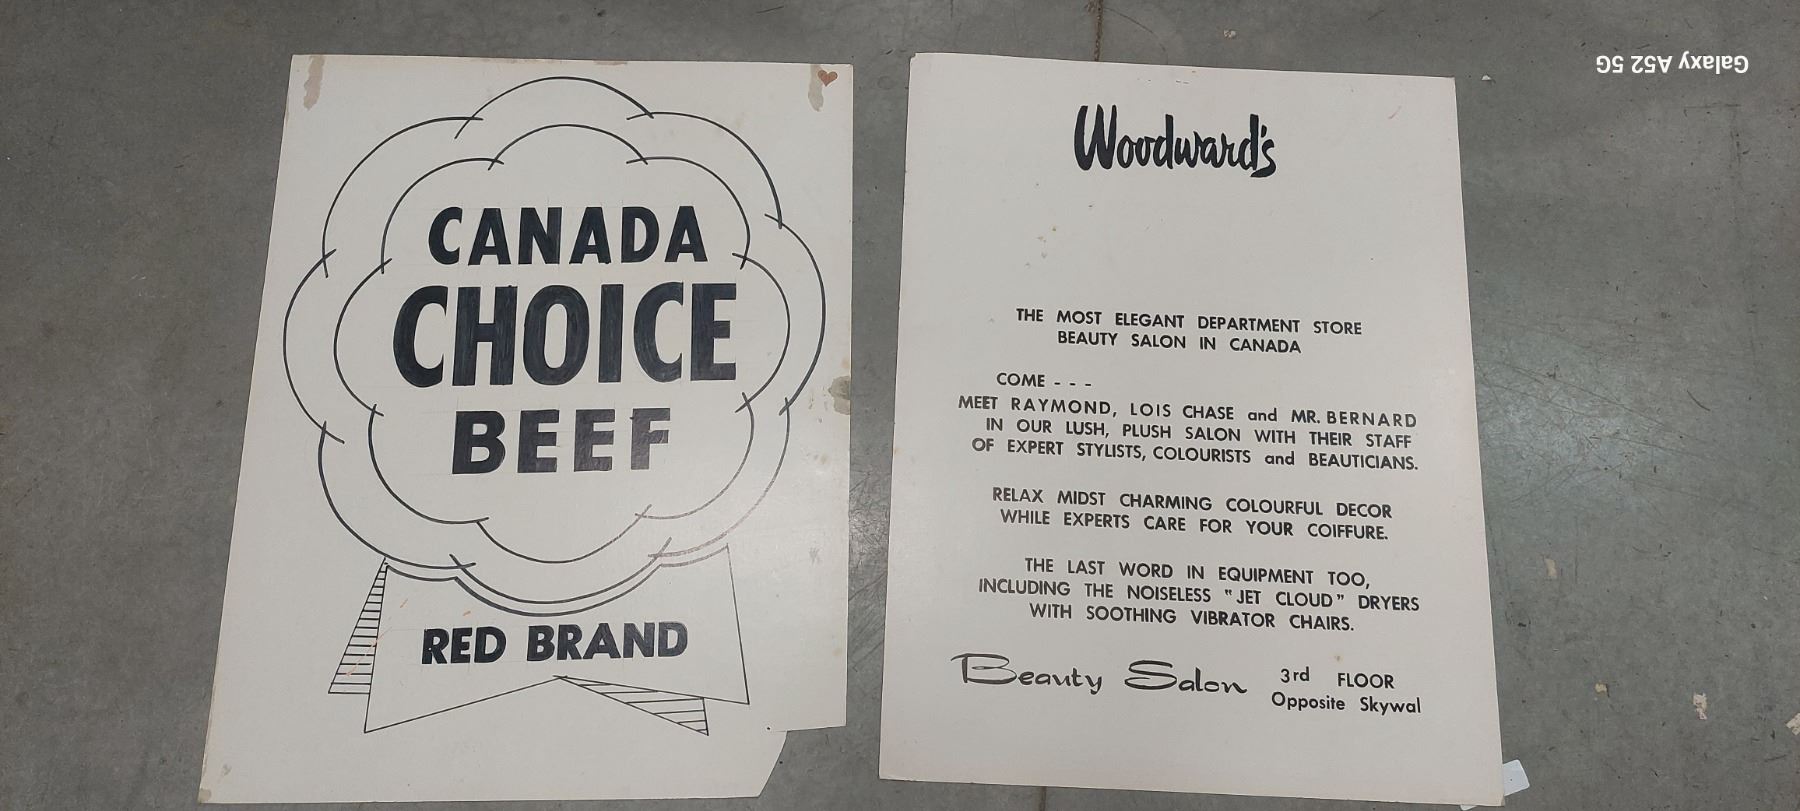 CANADA
CHOICE
BEEF
RED BRAND
Woodward's
THE MOST ELEGANT DEPARTMENT STORE
BEAUTY SALON IN CANADA
COME - - -
MEET RAYMOND, LOIS CHASE and MR. BERNARD
IN OUR LUSH, PLUSH SALON WITH THEIR STAFF
OF EXPERT STYLISTS, COLOURISTS and BEAUTICIANS.
RELAX MIDST CHARMING COLOURFUL DECOR
WHILE EXPERTS CARE FOR YOUR COIFFURE.
THE LAST WORD IN EQUIPMENT TOO,
INCLUDING THE NOISELESS "JET CLOUD" DRYERS
WITH SOOTHING VIBRATOR CHAIRS.
Beauty Salon 3rd FLOOR
Opposite Skywal
Galaxy A52 5G